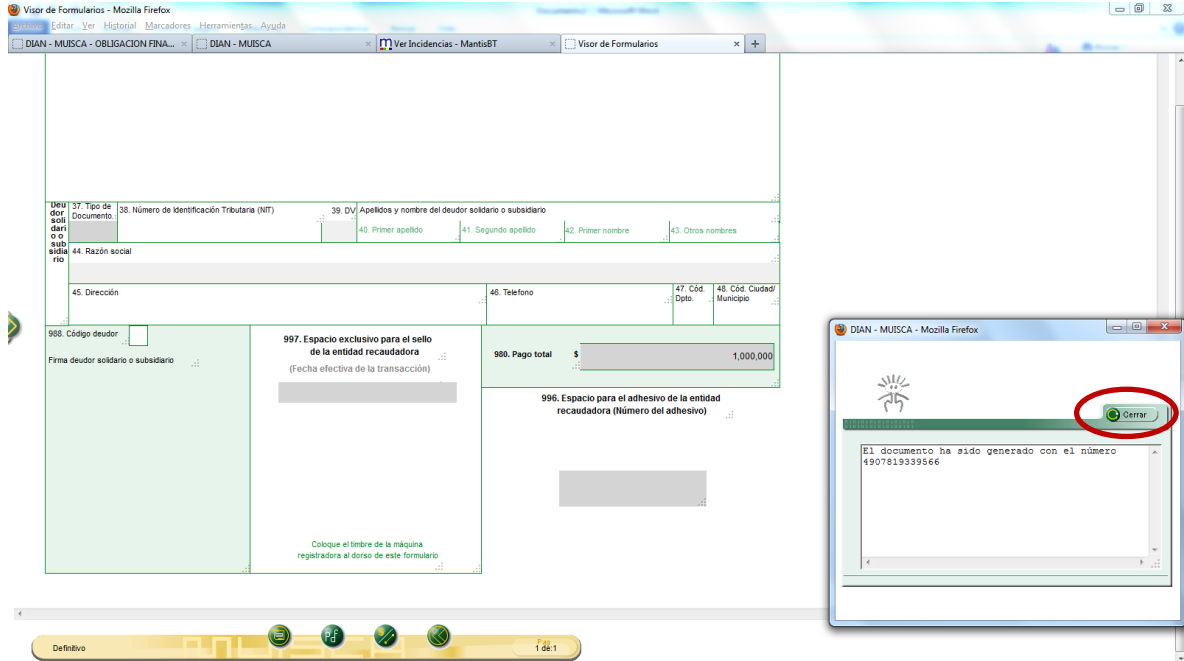 Visor de Formularios - Mozilla Firefox
Archivo Editar Ver Historial Marcadores Herramientas Ayuda
DIAN - MUISCA - OBLIGACION FINA... × DIAN - MUISCA × Ver Incidencias - MantisBT × Visor de Formularios × +
Deudor solidario o subsidiario
37. Tipo de Documento.
38. Número de Identificación Tributaria (NIT)
39. DV
Apellidos y nombre del deudor solidario o subsidiario
40. Primer apellido
41. Segundo apellido
42. Primer nombre
43. Otros nombres
44. Razón social
45. Dirección
46. Telefono
47. Cód. Dpto.
48. Cód. Ciudad/ Municipio
988. Código deudor
Firma deudor solidario o subsidiario
997. Espacio exclusivo para el sello
de la entidad recaudadora
(Fecha efectiva de la transacción)
980. Pago total $ 1,000,000
996. Espacio para el adhesivo de la entidad
recaudadora (Número del adhesivo)
Coloque el timbre de la máquina
registradora al dorso de este formulario
DIAN - MUISCA - Mozilla Firefox
Cerrar
El documento ha sido generado con el número
4907819339566
Definitivo
Pag
1 de:1